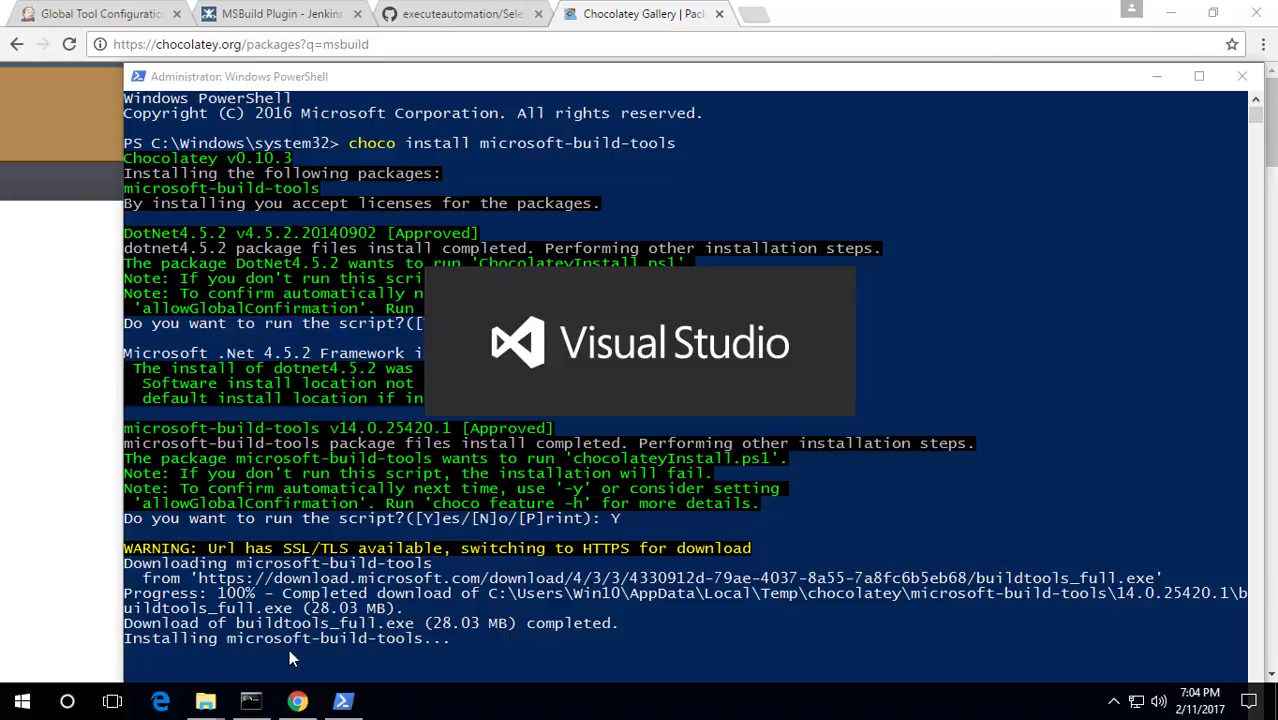 Global Tool Configuratio
MSBuild Plugin - Jenkins
executeautomation/Sele
Chocolatey Gallery | Pac
https://chocolatey.org/packages?q=msbuild
Administrator: Windows PowerShell
Windows PowerShell
Copyright (C) 2016 Microsoft Corporation. All rights reserved.
PS C:\Windows\system32> choco install microsoft-build-tools
Chocolatey v0.10.3
Installing the following packages:
microsoft-build-tools
By installing you accept licenses for the packages.
DotNet4.5.2 v4.5.2.20140902 [Approved]
dotnet4.5.2 package files install completed. Performing other installation steps.
The package DotNet4.5.2 wants to run 'ChocolateyInstall.ps1'.
Note: If you don't run this scri
Note: To confirm automatically n
'allowGlobalConfirmation'. Run
Do you want to run the script?([
Microsoft .Net 4.5.2 Framework i
The install of dotnet4.5.2 was
Software install location not
default install location if in
Visual Studio
microsoft-build-tools v14.0.25420.1 [Approved]
microsoft-build-tools package files install completed. Performing other installation steps.
The package microsoft-build-tools wants to run 'chocolateyInstall.ps1'.
Note: If you don't run this script, the installation will fail.
Note: To confirm automatically next time, use '-y' or consider setting
'allowGlobalConfirmation'. Run 'choco feature -h' for more details.
Do you want to run the script?([Y]es/[N]o/[P]rint): Y
WARNING: Url has SSL/TLS available, switching to HTTPS for download
Downloading microsoft-build-tools
from 'https://download.microsoft.com/download/4/3/3/4330912d-79ae-4037-8a55-7a8fc6b5eb68/buildtools_full.exe'
Progress: 100% - Completed download of C:\Users\Win10\AppData\Local\Temp\chocolatey\microsoft-build-tools\14.0.25420.1\b
uildtools_full.exe (28.03 MB).
Download of buildtools_full.exe (28.03 MB) completed.
Installing microsoft-build-tools...
7:04 PM
2/11/2017